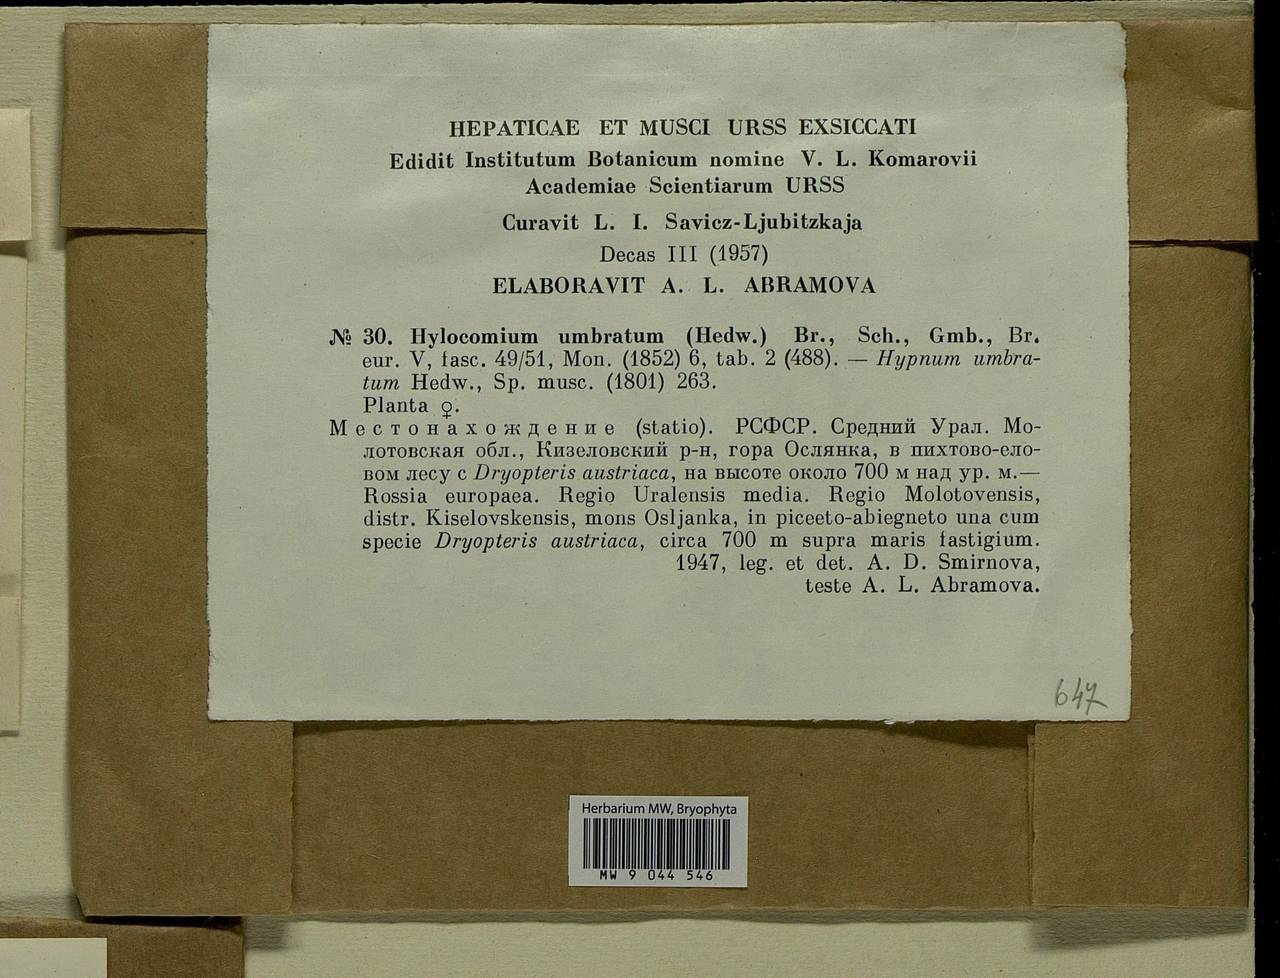 HEPATICAE ET MUSCI URSS EXSICCATI
Edidit Institutum Botanicum nomine V. L. Komarovii
Academiae Scientiarum URSS
Curavit L. I. Savicz-Ljubitzkaja
Decas III (1957)
ELABORAVIT A. L. ABRAMOVA
№ 30. Hylocomium umbratum (Hedw.) Br., Sch., Gmb., Br.
eur. V, fasc. 49/51, Mon. (1852) 6, tab. 2 (488). — Hypnum umbra-
tum Hedw., Sp. musc. (1801) 263.
Planta ♀.
Местонахождение (statio). РСФСР. Средний Урал. Мо-
лотовская обл., Кизеловский р-н, гора Ослянка, в пихтово-ело-
вом лесу с Dryopteris austriaca, на высоте около 700 м над ур. м.—
Rossia europaea. Regio Uralensis media. Regio Molotovensis,
distr. Kiselovskensis, mons Osljanka, in piceeto-abiegneto una cum
specie Dryopteris austriaca, circa 700 m supra maris fastigium.
1947, leg. et det. A. D. Smirnova,
teste A. L. Abramova.
647
Herbarium MW, Bryophyta
MW 9 044 546